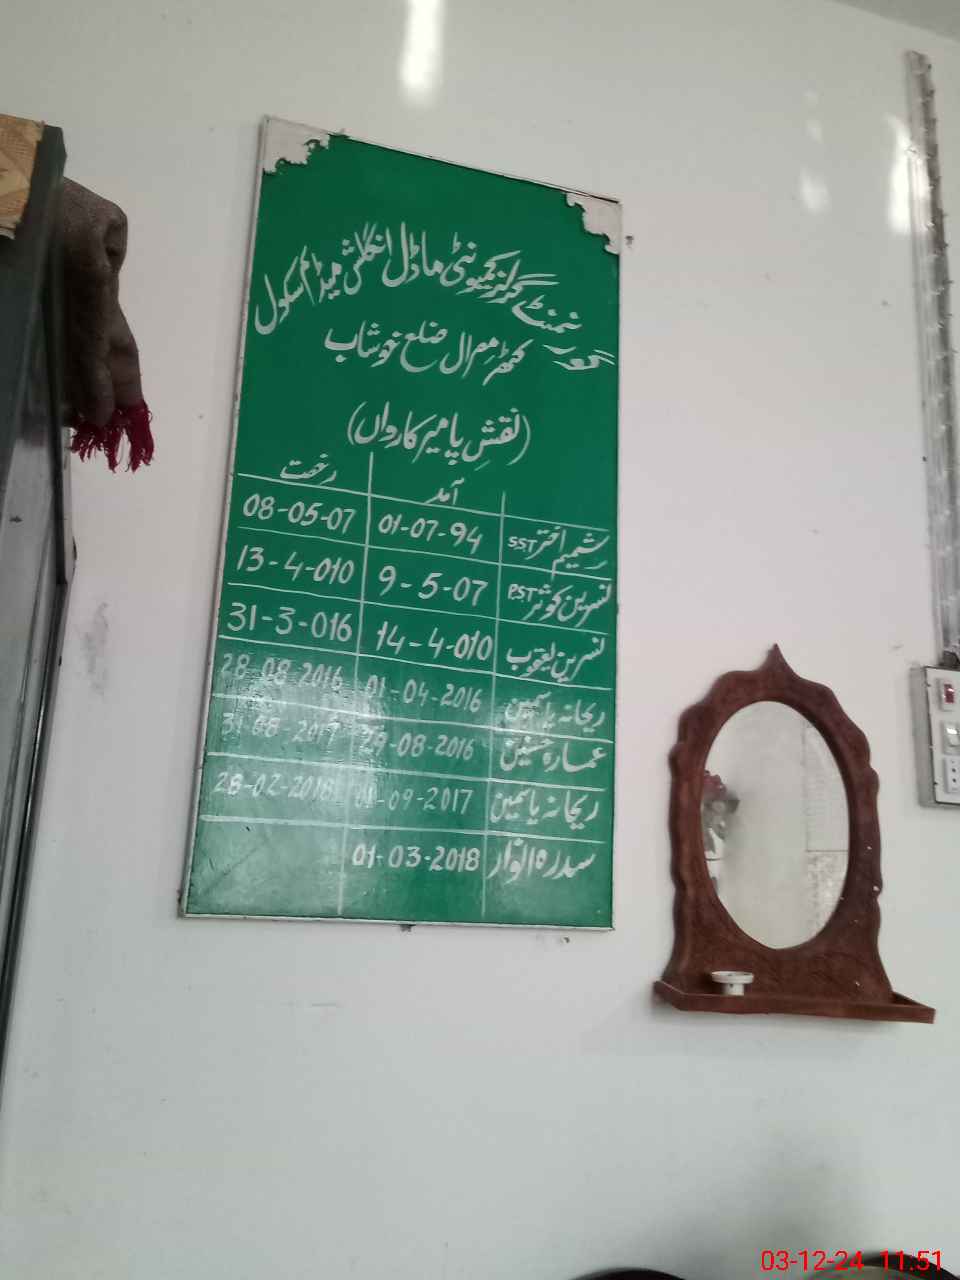 گورنمنٹ گرلز کمیونٹی ماڈل انگلش میڈیم سکول
کٹھہ مصرال ضلع خوشاب
(نقشِ پا میر کارواں)
آمد رخصت
شمیم اختر SST 01-07-94 08-05-07
نسرین کوثر P.S.T 9-5-07 13-4-010
نسرین یعقوب 14-4-010 31-3-016
ریحانہ یاسمین 01-04-2016 28-08-2016
عمارہ حسنین 29-08-2016 31-08-2017
ریحانہ یاسمین 01-09-2017 28-02-2018
سدرہ انوار 01-03-2018
03-12-24 11.51